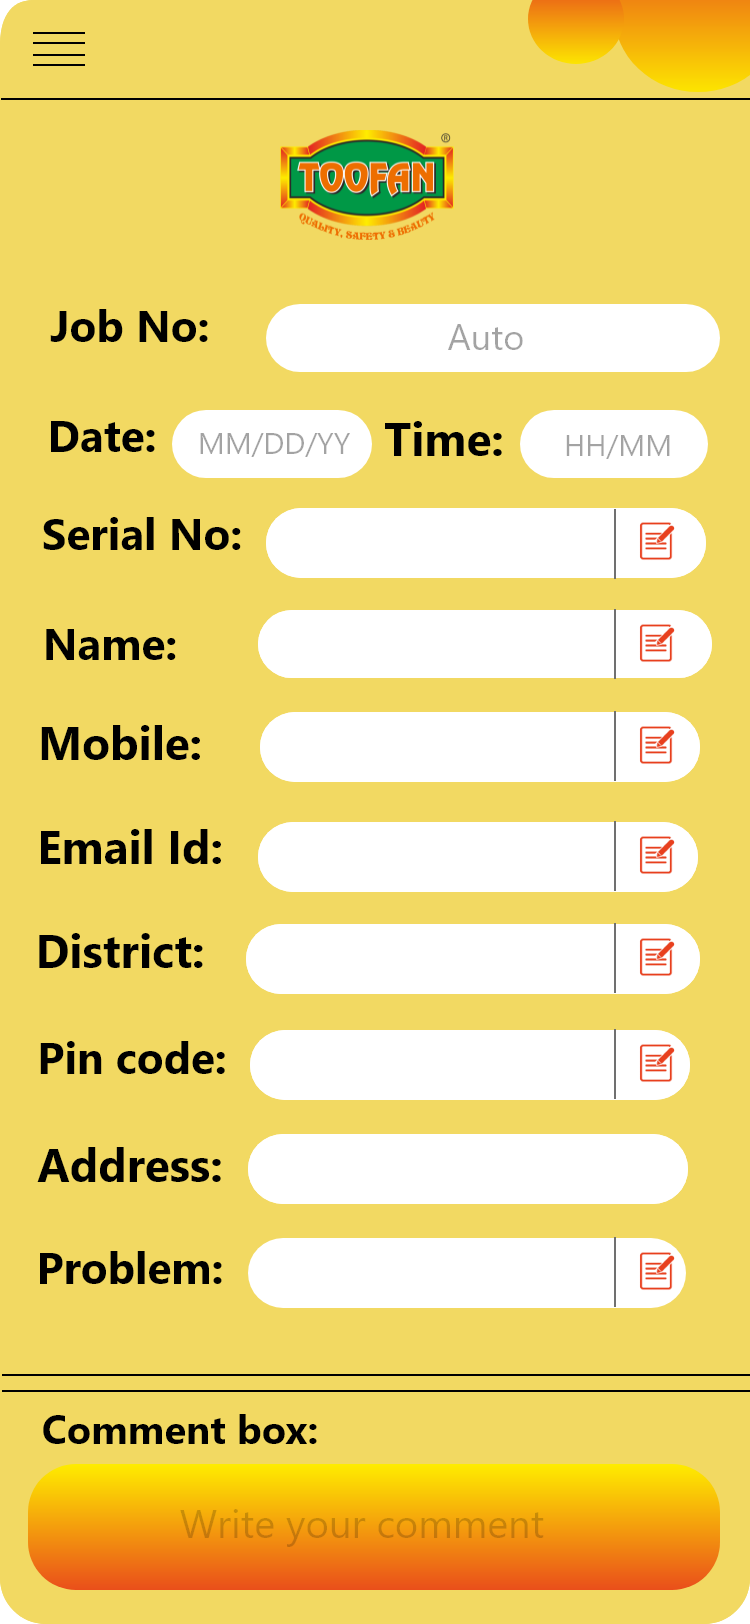 TOOFAN ®
QUALITY, SAFETY & BEAUTY
Job No: Auto
Date: MM/DD/YY Time: HH/MM
Serial No:
Name:
Mobile:
Email Id:
District:
Pin code:
Address:
Problem:
Comment box:
Write your comment